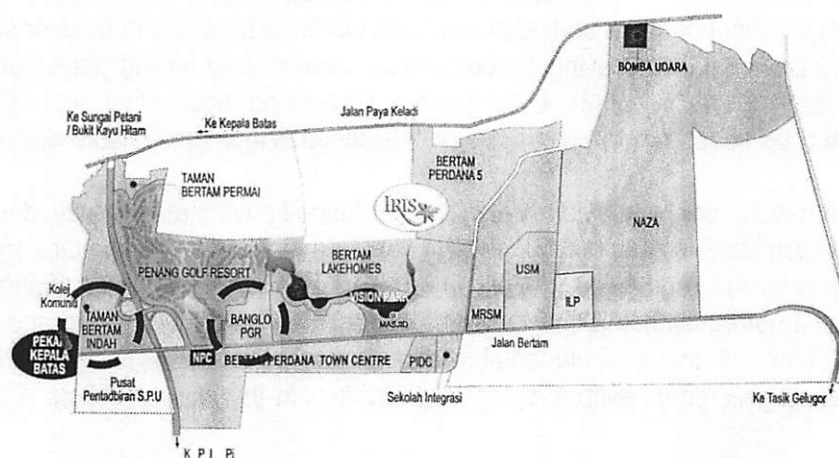 BOMBA UDARA
Jalan Paya Keladi
Ke Sungai Petani
/ Bukit Kayu Hitam
Ke Kepala Batas
TAMAN
BERTAM PERMAI
BERTAM
PERDANA 5
IRIS
NAZA
PENANG GOLF RESORT
BERTAM
LAKEHOMES
USM
Kolej
VISION PARK
ILP
TAMAN
BERTAM
INDAH
BANGLO
PGR
MRSM
MASJID
PEKAN
KEPALA
BATAS
NPC
BERTAM PERDANA TOWN CENTRE
PIDC
Jalan Bertam
Pusat
Pentadbiran S.P.U
Sekolah Integrasi
Ke Tasik Gelugor